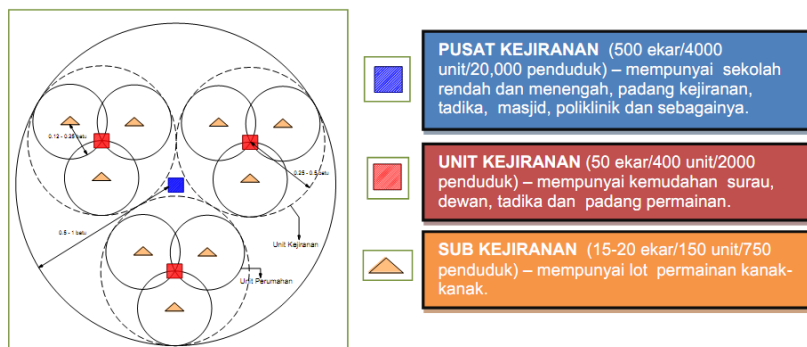 0.12 - 0.25 batu
0.25 - 0.5 batu
0.5 - 1 batu
Unit Kejiranan
Unit Perumahan
PUSAT KEJIRANAN (500 ekar/4000
unit/20,000 penduduk) – mempunyai sekolah
rendah dan menengah, padang kejiranan,
tadika, masjid, poliklinik dan sebagainya.
UNIT KEJIRANAN (50 ekar/400 unit/2000
penduduk) – mempunyai kemudahan surau,
dewan, tadika dan padang permainan.
SUB KEJIRANAN (15-20 ekar/150 unit/750
penduduk) – mempunyai lot permainan kanak-
kanak.